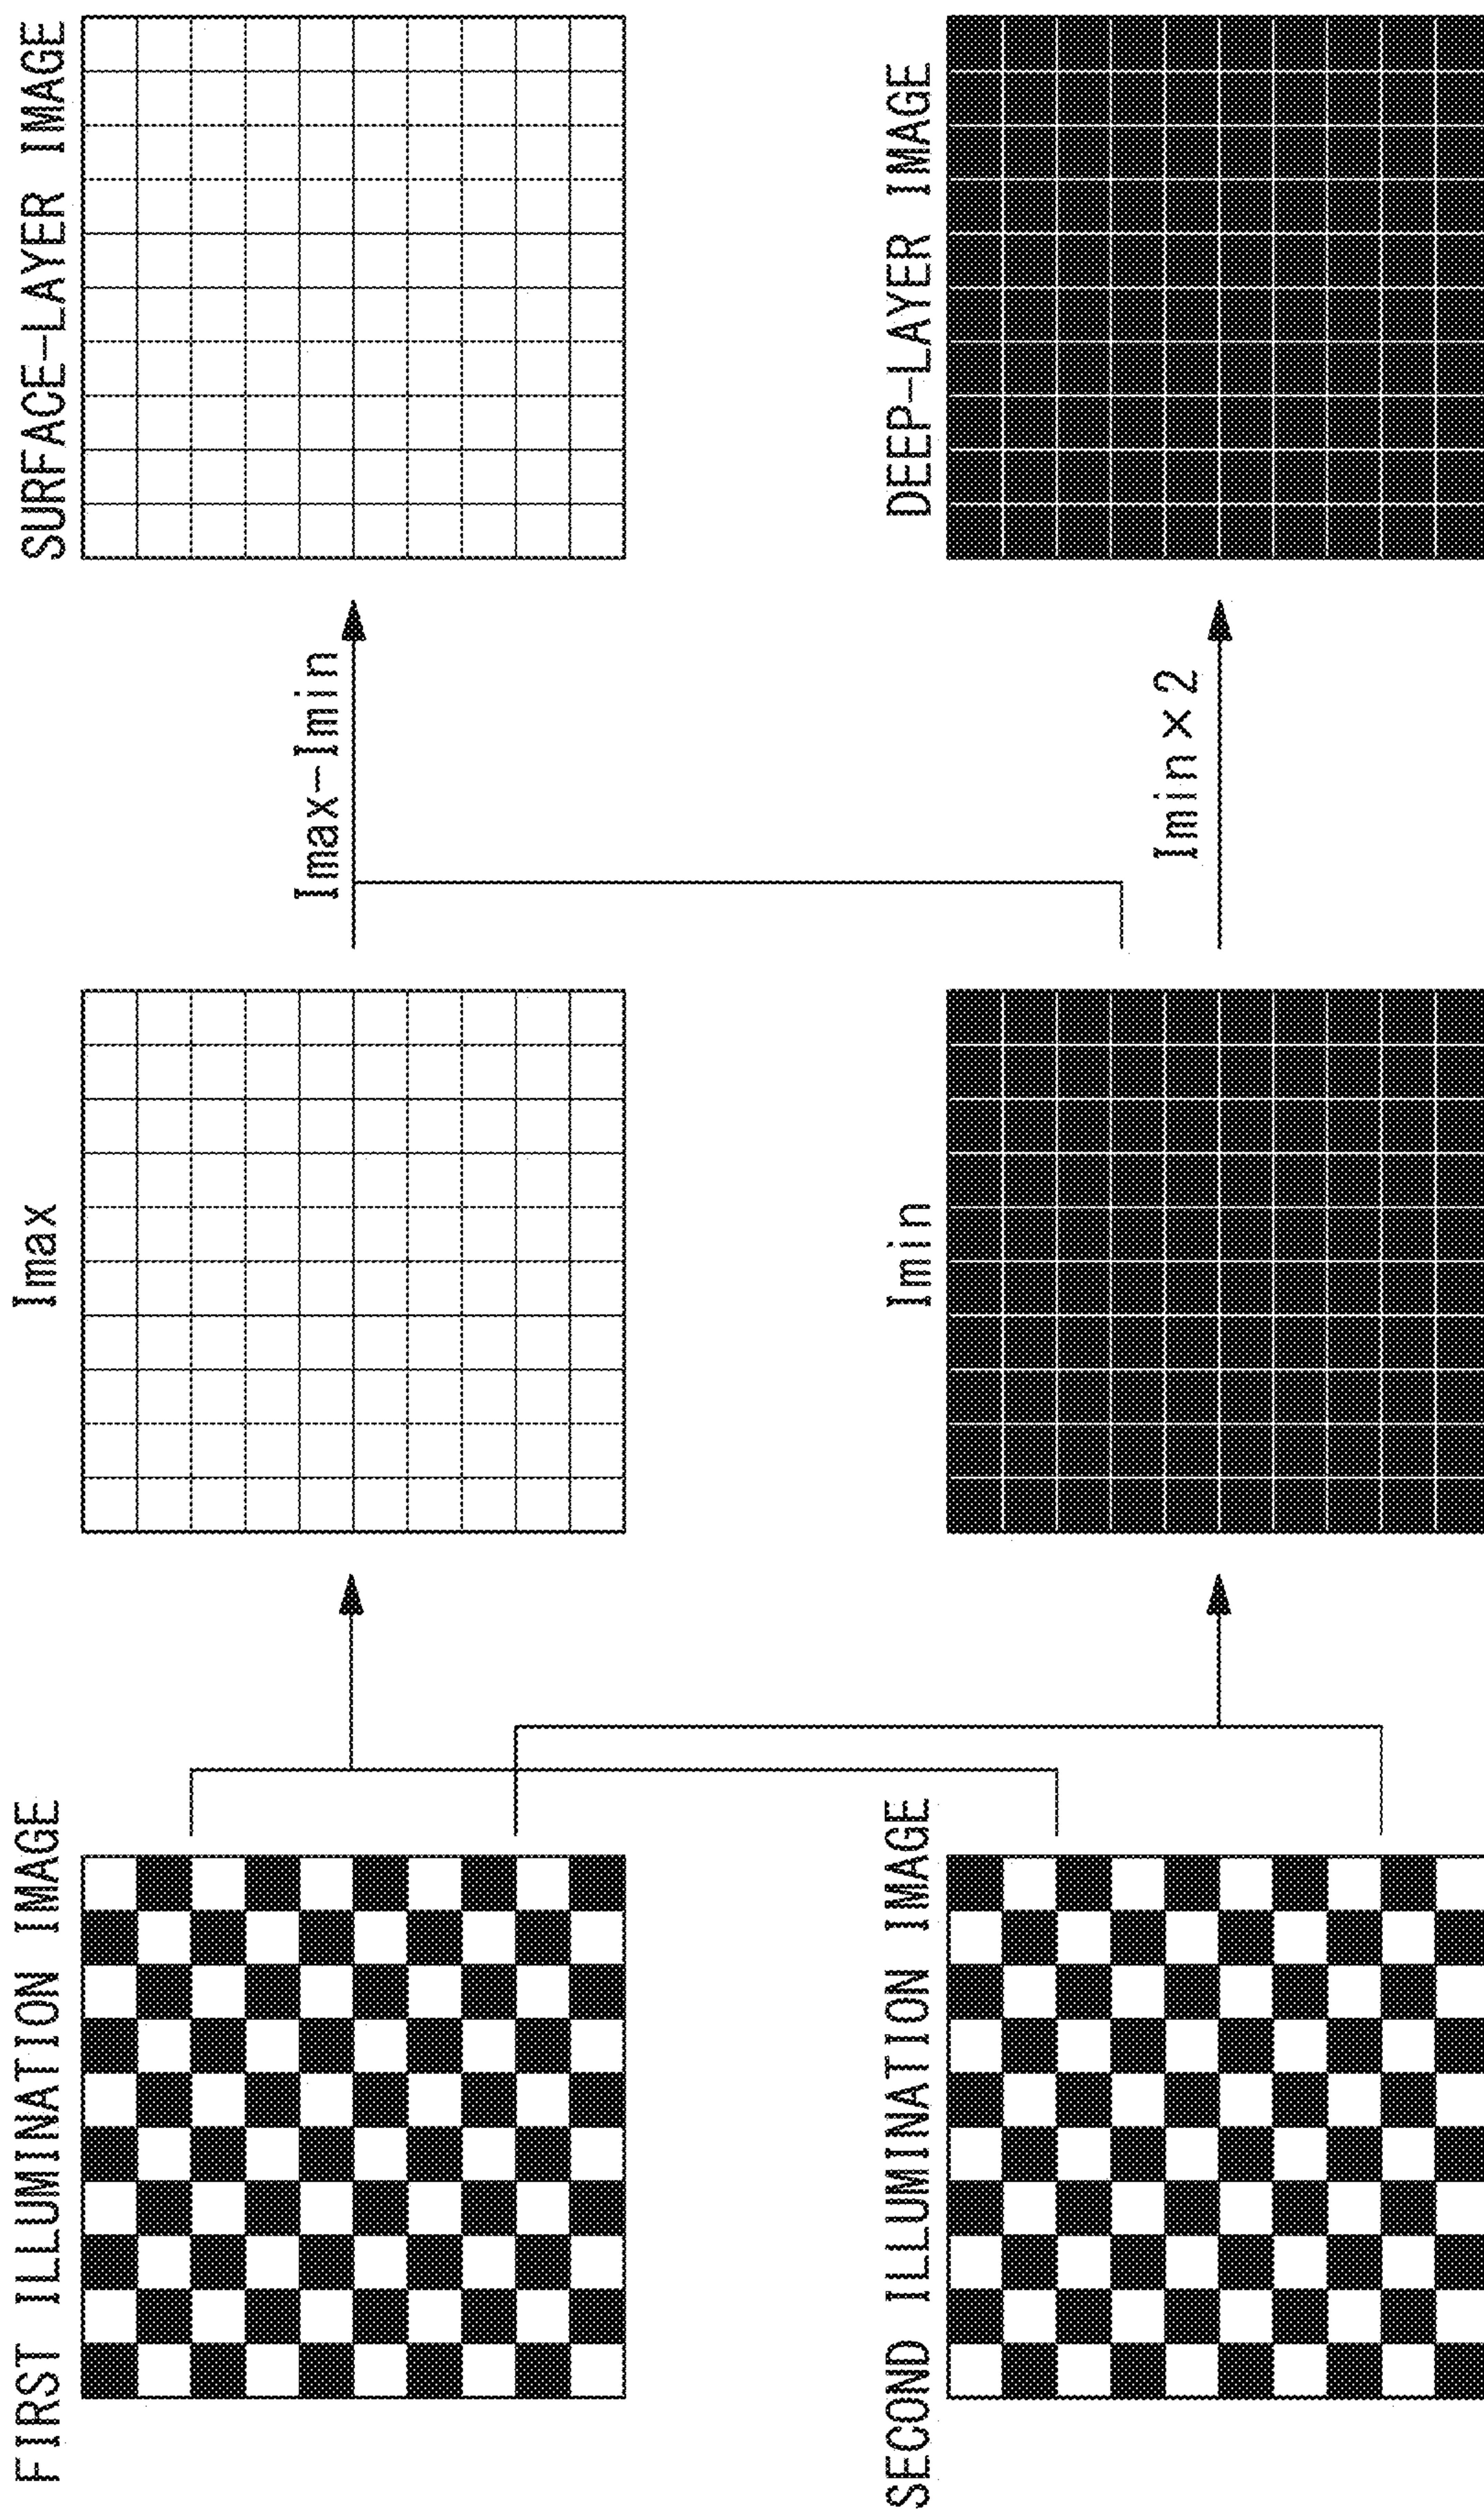 FIRST ILLUMINATION IMAGE
Imax
Imax-Imin
SURFACE-LAYER IMAGE
SECOND ILLUMINATION IMAGE
Imin
Imin×2
DEEP-LAYER IMAGE